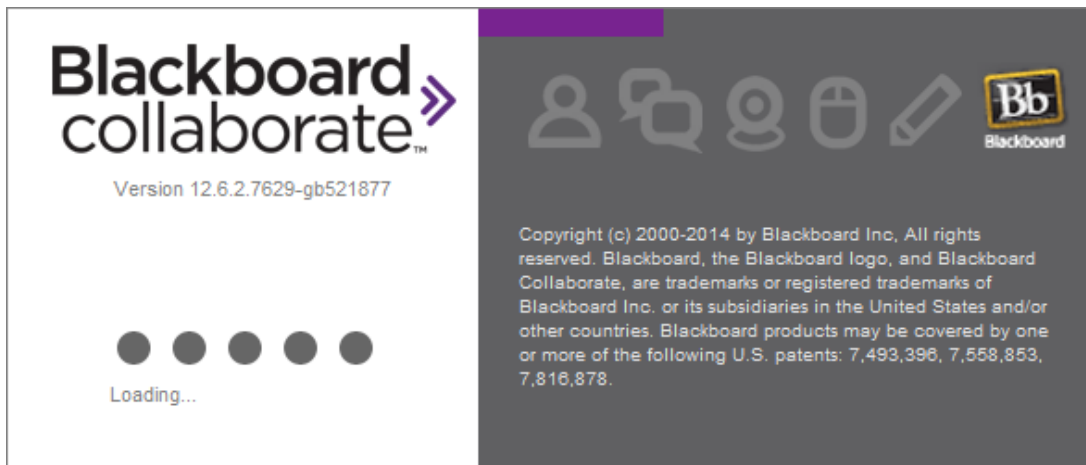 Blackboard
collaborate™
Version 12.6.2.7629-gb521877
Loading...
Bb
Blackboard
Copyright (c) 2000-2014 by Blackboard Inc, All rights
reserved. Blackboard, the Blackboard logo, and Blackboard
Collaborate, are trademarks or registered trademarks of
Blackboard Inc. or its subsidiaries in the United States and/or
other countries. Blackboard products may be covered by one
or more of the following U.S. patents: 7,493,396, 7,558,853,
7,816,878.